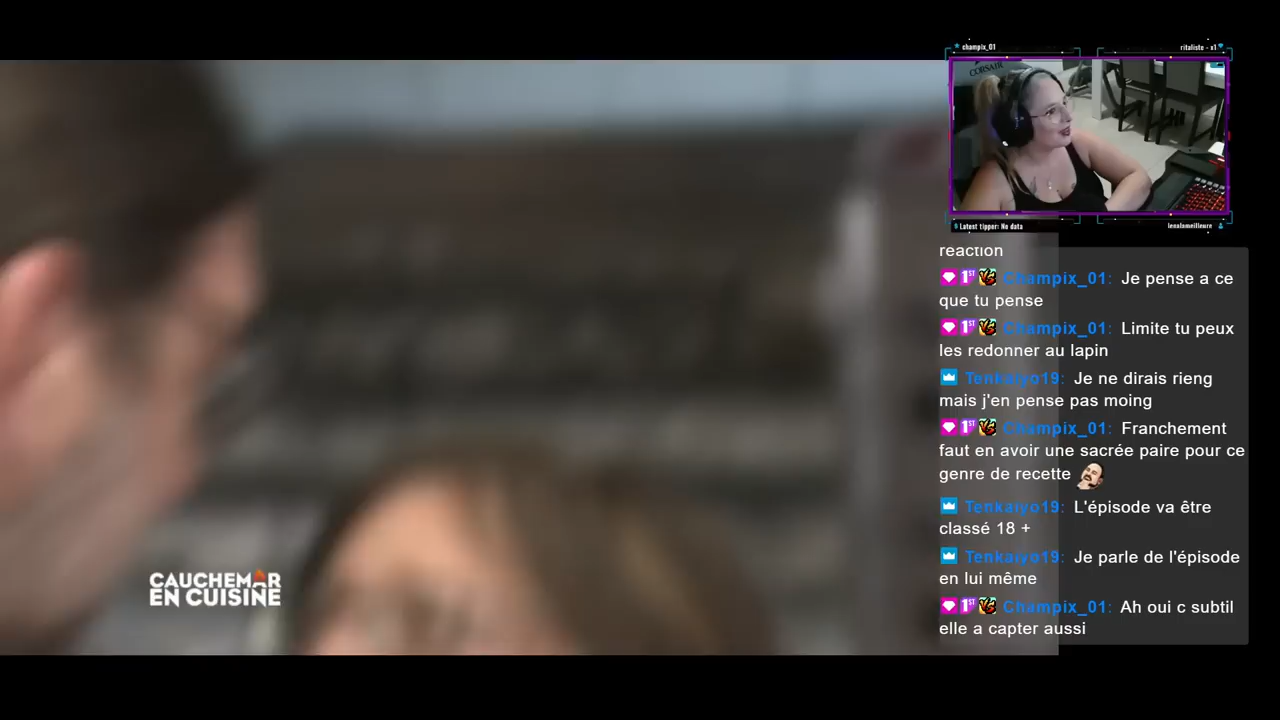 champix_01
ritaliste - x1
CORSAIR
Latest tipper: No data
lenalameilleure
reaction
Champix_01: Je pense a ce
que tu pense
Champix_01: Limite tu peux
les redonner au lapin
Tenkaiyo19: Je ne dirais rieng
mais j'en pense pas moing
Champix_01: Franchement
faut en avoir une sacrée paire pour ce
genre de recette
Tenkaiyo19: L'épisode va être
classé 18 +
Tenkaiyo19: Je parle de l'épisode
en lui même
Champix_01: Ah oui c subtil
elle a capter aussi
CAUCHEMAR
EN CUISINE